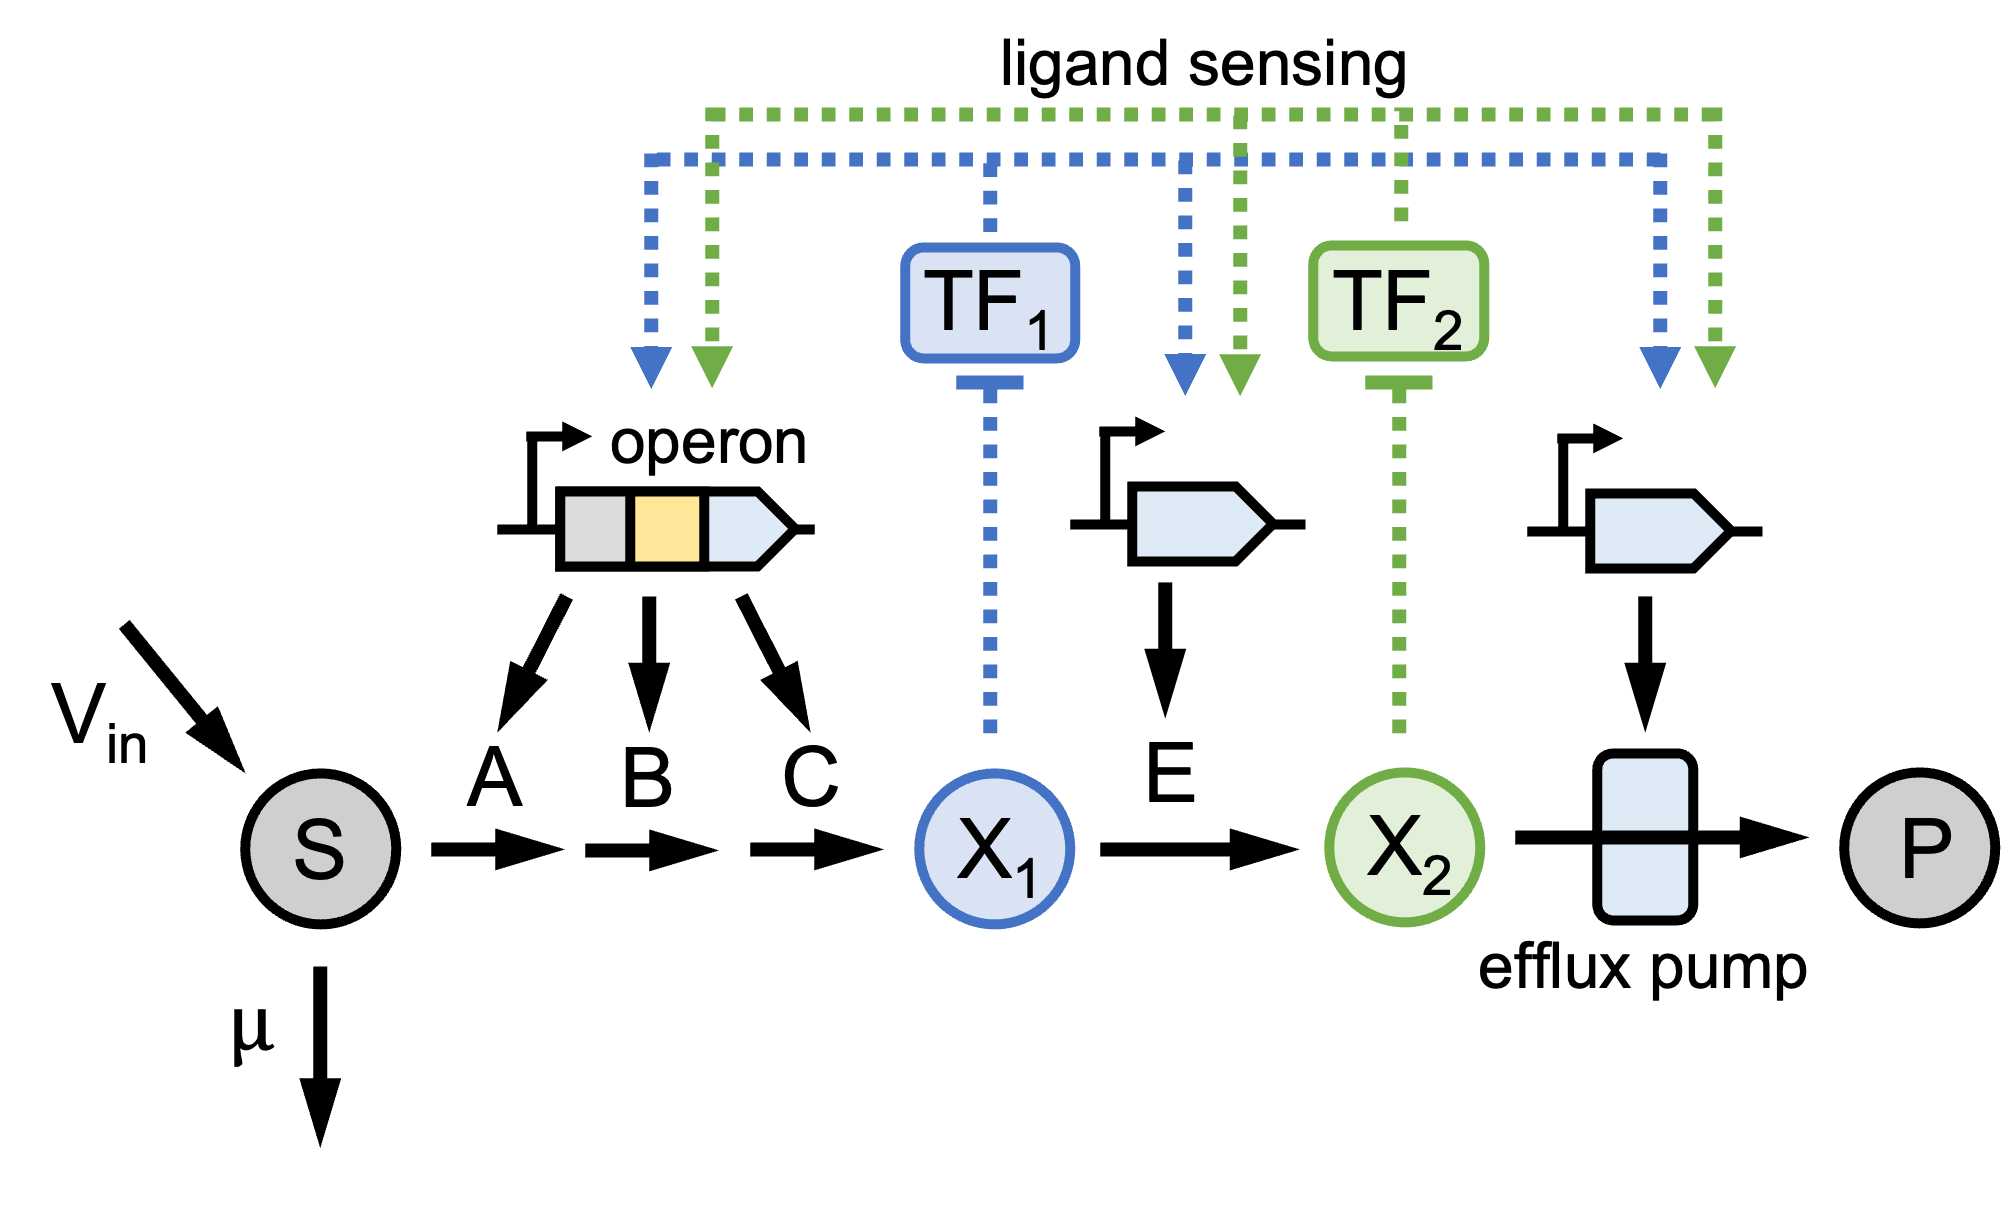 ligand sensing
TF₁
TF₂
operon
Vin
A
B
C
E
S
X₁
X₂
P
efflux pump
μ